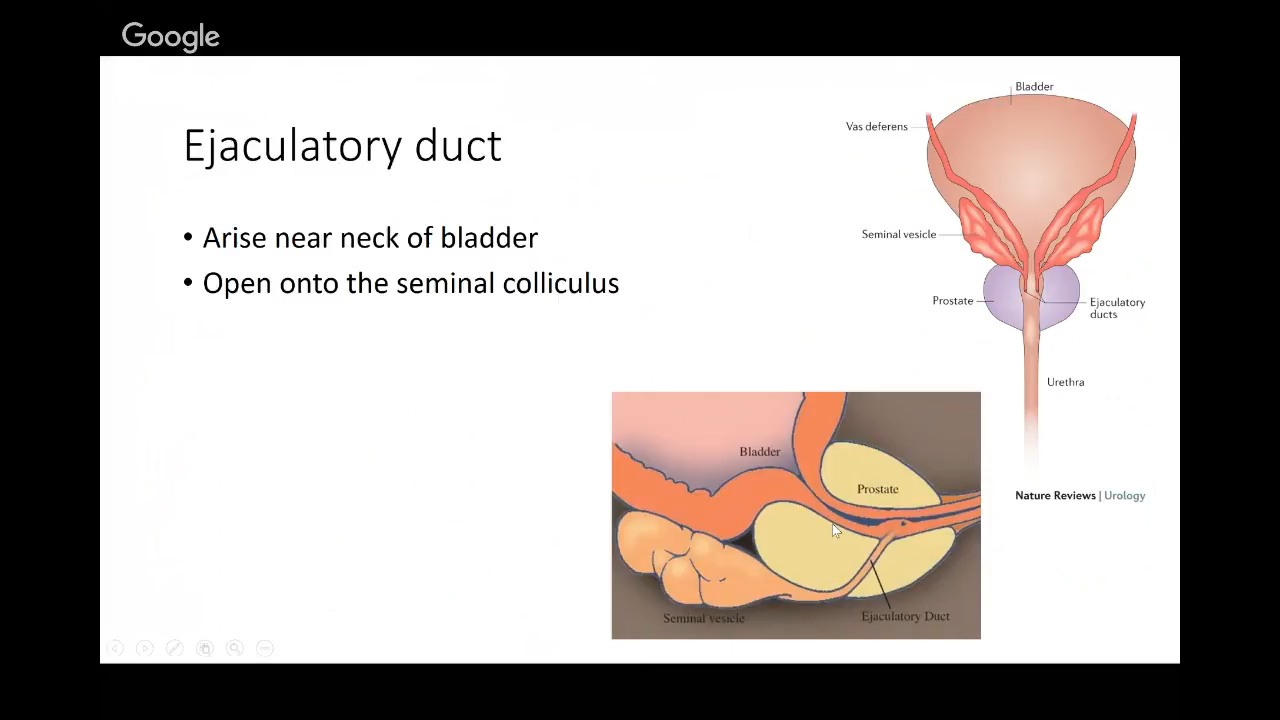 Google
Ejaculatory duct
• Arise near neck of bladder
• Open onto the seminal colliculus
Bladder
Vas deferens
Seminal vesicle
Prostate
Ejaculatory
ducts
Urethra
Nature Reviews | Urology
Bladder
Prostate
Seminal vesicle
Ejaculatory Duct